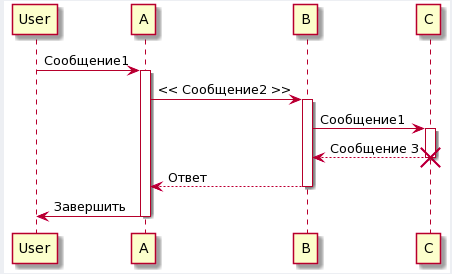 User A B C
Сообщение1
<< Сообщение2 >>
Сообщение1
Сообщение 3
Ответ
Завершить
User A B C